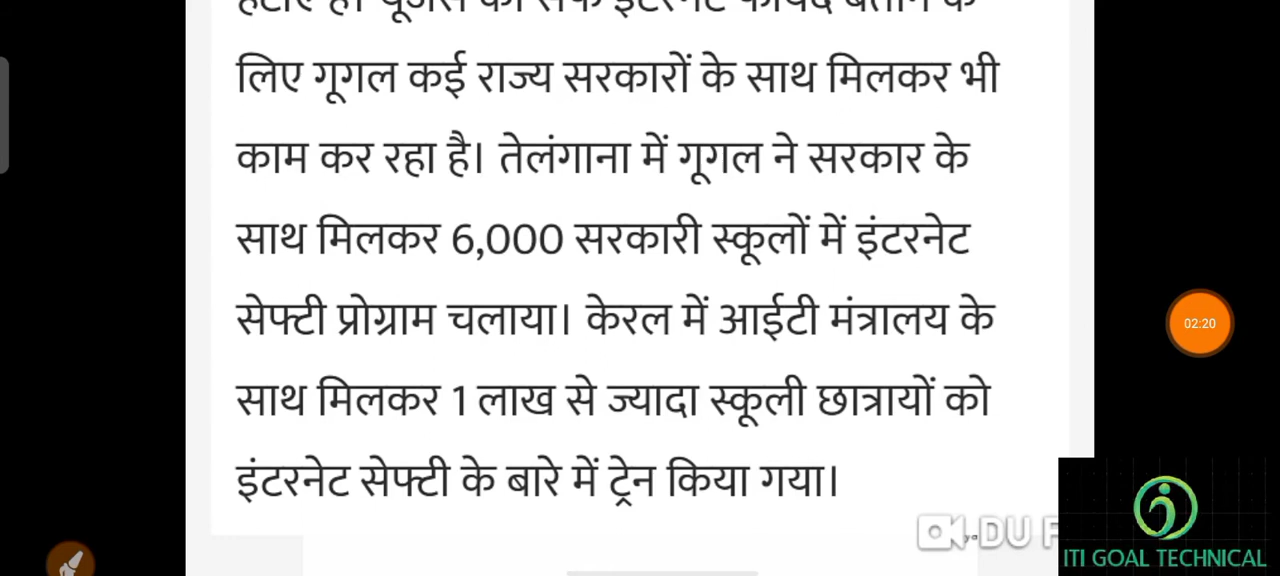 लिए गूगल कई राज्य सरकारों के साथ मिलकर भी
काम कर रहा है। तेलंगाना में गूगल ने सरकार के
साथ मिलकर 6,000 सरकारी स्कूलों में इंटरनेट
सेफ्टी प्रोग्राम चलाया। केरल में आईटी मंत्रालय के
साथ मिलकर 1 लाख से ज्यादा स्कूली छात्रायों को
इंटरनेट सेफ्टी के बारे में ट्रेन किया गया।
02:20
DU
ITI GOAL TECHNICAL